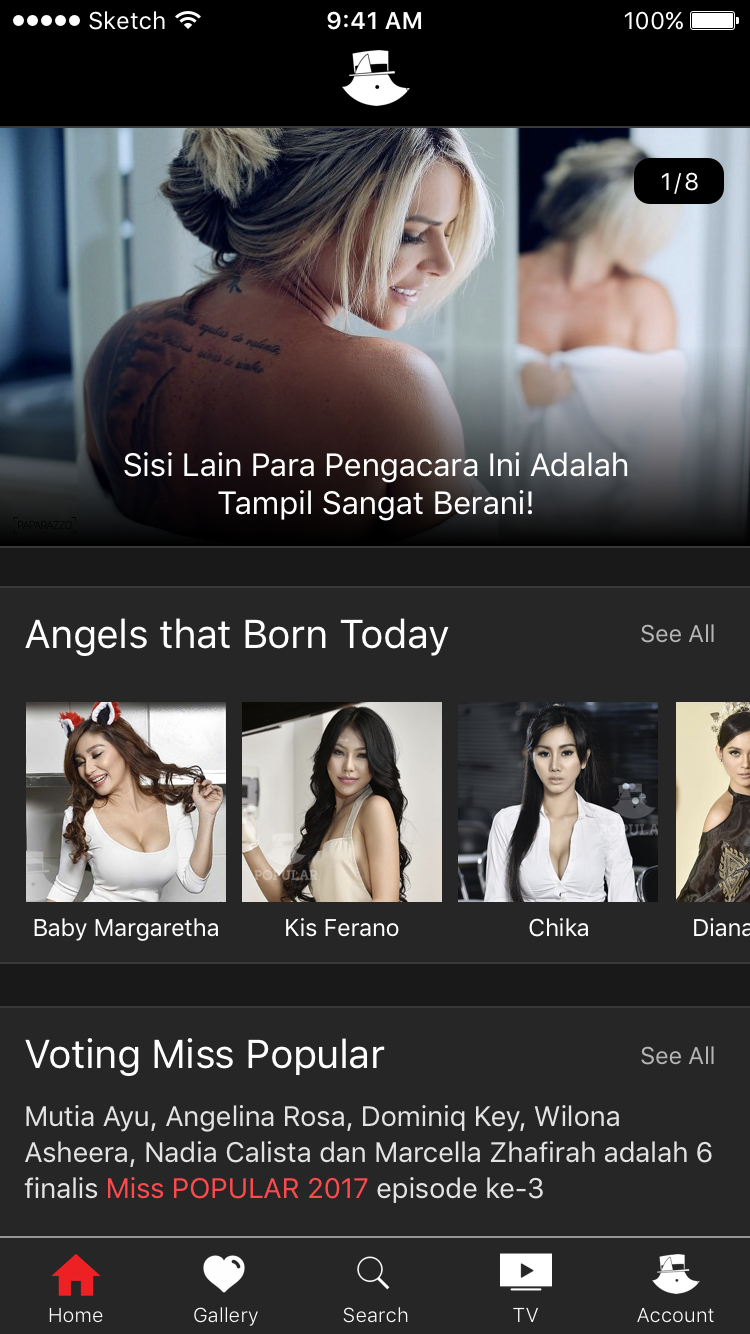 Sketch 9:41 AM 100%
1/8
Sisi Lain Para Pengacara Ini Adalah
Tampil Sangat Berani!
PAPARAZZO
Angels that Born Today See All
POPULAR
POPULA
Baby Margaretha Kis Ferano Chika Diana
Voting Miss Popular See All
Mutia Ayu, Angelina Rosa, Dominiq Key, Wilona
Asheera, Nadia Calista dan Marcella Zhafirah adalah 6
finalis Miss POPULAR 2017 episode ke-3
Home Gallery Search TV Account